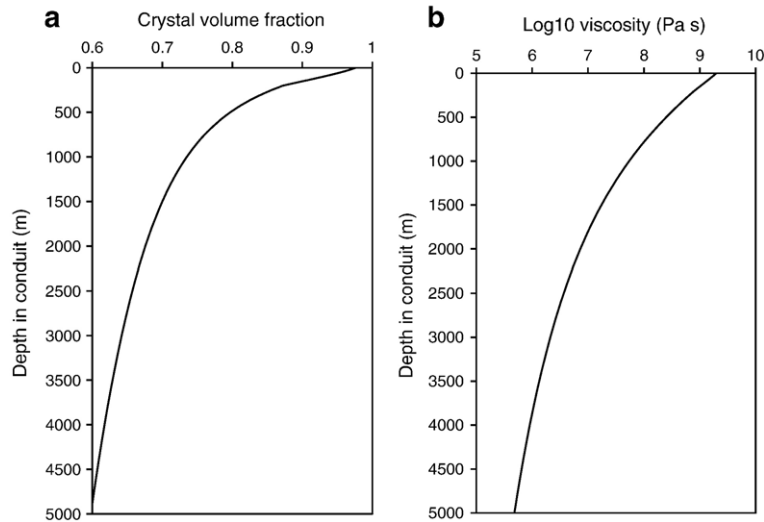 a
Crystal volume fraction
0.6 0.7 0.8 0.9 1
0
500
1000
1500
2000
2500
3000
3500
4000
4500
5000
Depth in conduit (m)
b
Log10 viscosity (Pa s)
5 6 7 8 9 10
0
500
1000
1500
2000
2500
3000
3500
4000
4500
5000
Depth in conduit (m)